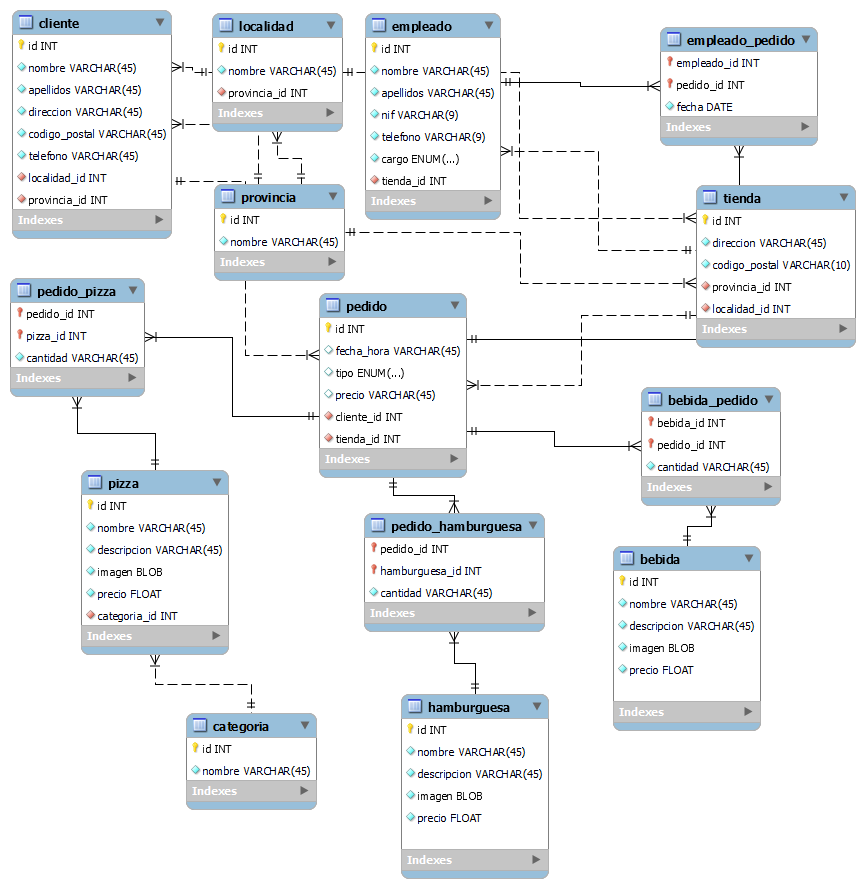 cliente
id INT
nombre VARCHAR(45)
apellidos VARCHAR(45)
direccion VARCHAR(45)
codigo_postal VARCHAR(45)
telefono VARCHAR(45)
localidad_id INT
provincia_id INT
Indexes
localidad
id INT
nombre VARCHAR(45)
provincia_id INT
Indexes
empleado
id INT
nombre VARCHAR(45)
apellidos VARCHAR(45)
nif VARCHAR(9)
telefono VARCHAR(9)
cargo ENUM(...)
tienda_id INT
Indexes
empleado_pedido
empleado_id INT
pedido_id INT
fecha DATE
Indexes
provincia
id INT
nombre VARCHAR(45)
Indexes
tienda
id INT
direccion VARCHAR(45)
codigo_postal VARCHAR(10)
provincia_id INT
localidad_id INT
Indexes
pedido_pizza
pedido_id INT
pizza_id INT
cantidad VARCHAR(45)
Indexes
pedido
id INT
fecha_hora VARCHAR(45)
tipo ENUM(...)
precio VARCHAR(45)
cliente_id INT
tienda_id INT
Indexes
bebida_pedido
bebida_id INT
pedido_id INT
cantidad VARCHAR(45)
Indexes
pizza
id INT
nombre VARCHAR(45)
descripcion VARCHAR(45)
imagen BLOB
precio FLOAT
categoria_id INT
Indexes
pedido_hamburguesa
pedido_id INT
hamburguesa_id INT
cantidad VARCHAR(45)
Indexes
bebida
id INT
nombre VARCHAR(45)
descripcion VARCHAR(45)
imagen BLOB
precio FLOAT
Indexes
categoria
id INT
nombre VARCHAR(45)
Indexes
hamburguesa
id INT
nombre VARCHAR(45)
descripcion VARCHAR(45)
imagen BLOB
precio FLOAT
Indexes